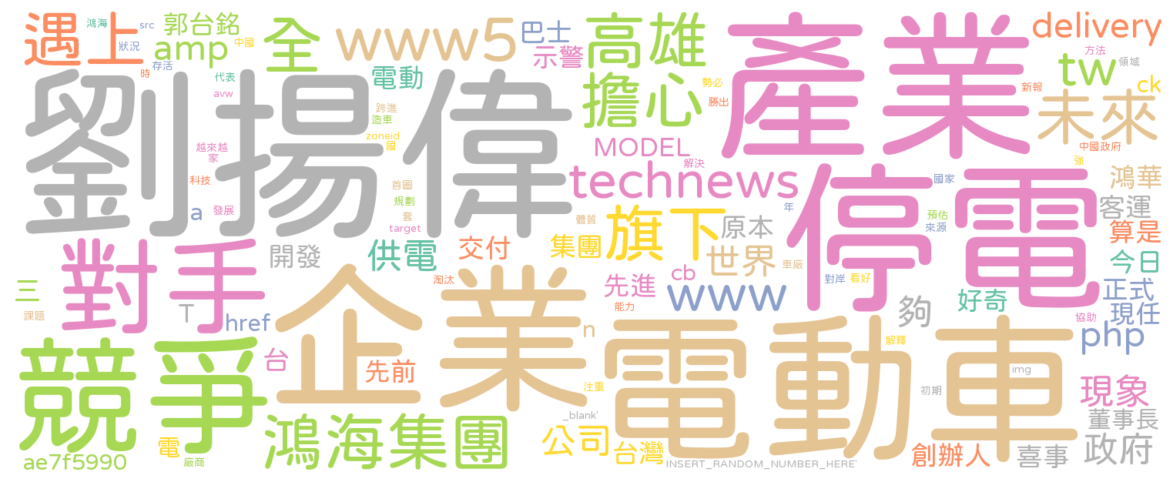 遇上
amp
郭台銘
鴻海
src
狀況
中國
時
存活
全
www5
巴士
示警
高雄
擔心
產業
delivery
tw
方法
領域
ck
新報
未來
中國政府
劉揚偉
代表
avw
電動
跨進
造車
zoneid
國
越來越
家
科技
a
發展
首圖
規劃
套
target
MODEL
technews
解決
勢必
勝出
強
停電
國家
年
預估
來源
鴻華
客運
算是
今日
對手
開發
供電
交付
集團
體質
旗下
原本
世界
車廠
對岸
看好
三
課題
T
href
企業
淘汰
先進
cb
www
能力
n
夠
好奇
正式
現任
協助
php
競爭
台
先前
電動車
解釋
img
初期
現象
董事長
政府
注重
_blank'
鴻海集團
電
廠商
ae7f5990
公司
台灣
INSERT_RANDOM_NUMBER_HERE'
創辦人
喜事